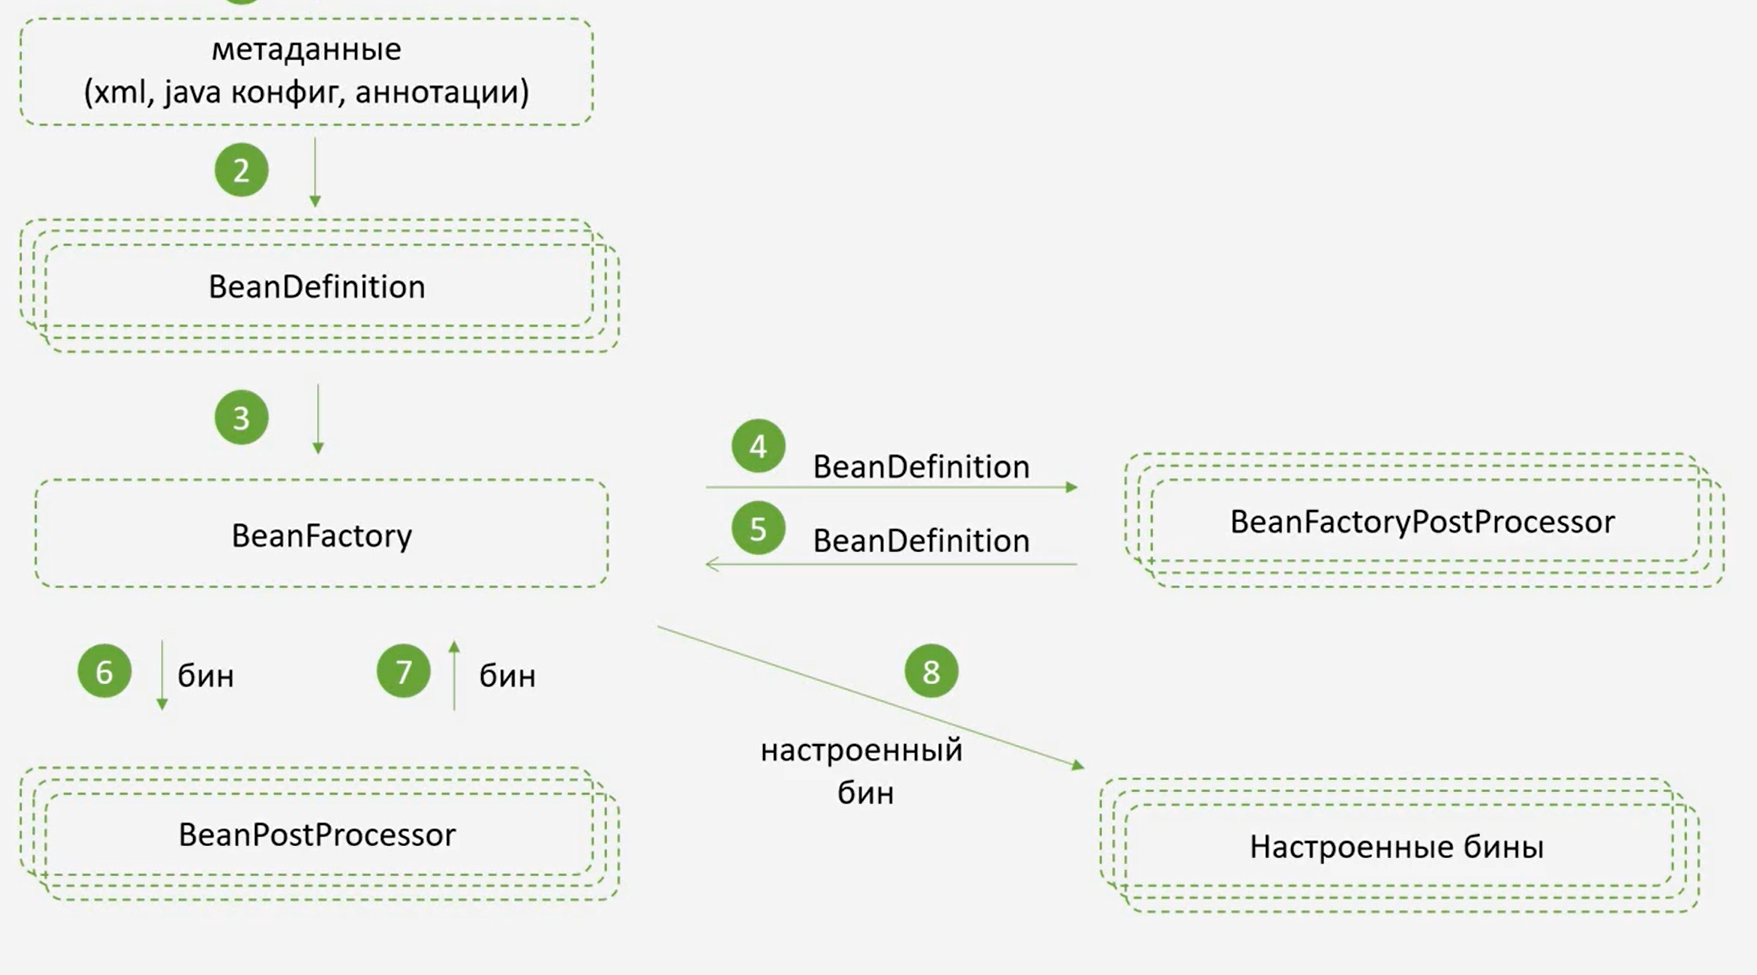 метаданные
(xml, java конфиг, аннотации)
2
BeanDefinition
3
4
BeanDefinition
5
BeanDefinition
BeanFactory
BeanFactoryPostProcessor
6
бин
7
бин
8
настроенный
бин
BeanPostProcessor
Настроенные бины